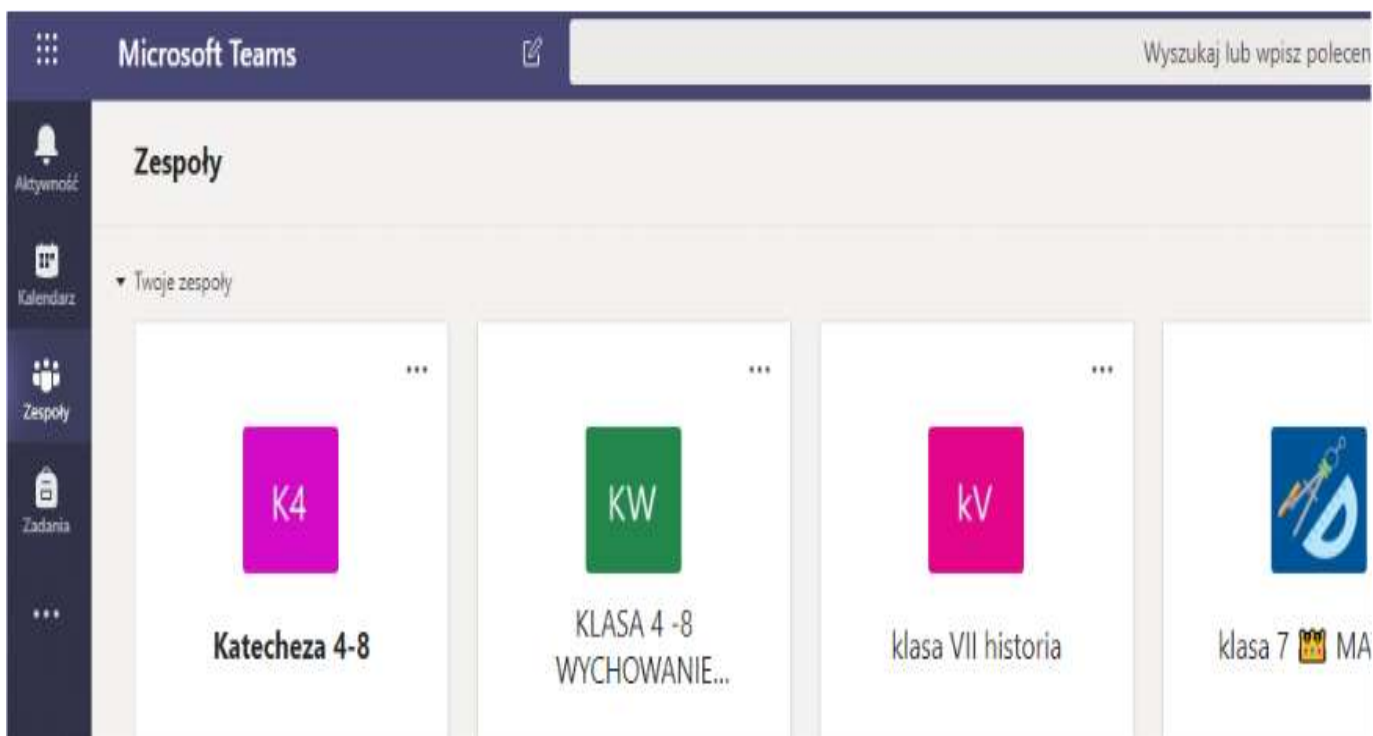 Microsoft Teams
Wyszukaj lub wpisz polecen
Aktywność
Kalendarz
Zespoły
Zadania
Zespoły
Twoje zespoły
K4
Katecheza 4-8
KW
KLASA 4 -8
WYCHOWANIE...
kV
klasa VII historia
klasa 7 👑 MA